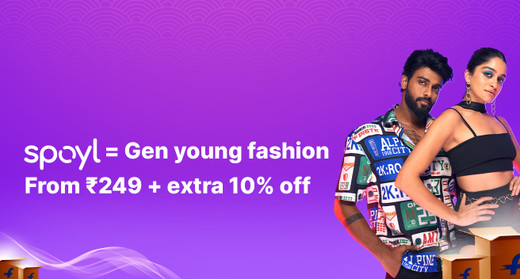 spoyl = Gen young fashion
From ₹249 + extra 10% off